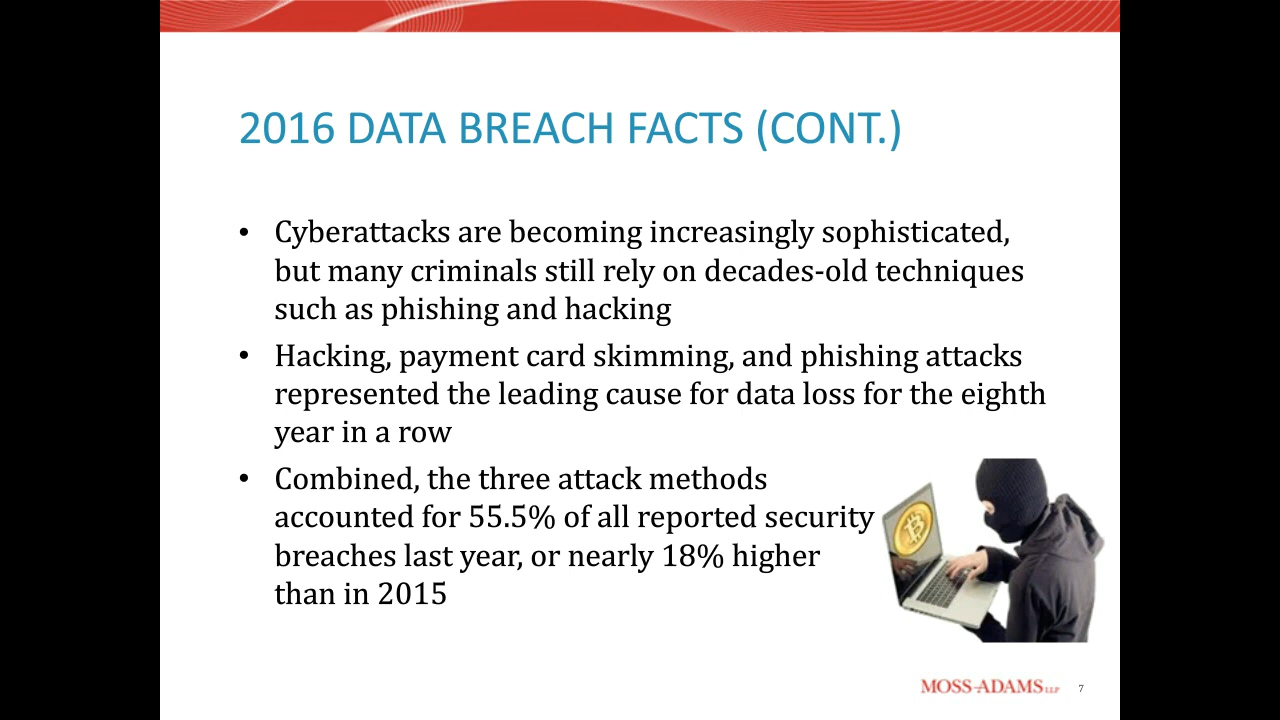 2016 DATA BREACH FACTS (CONT.)
• Cyberattacks are becoming increasingly sophisticated,
but many criminals still rely on decades-old techniques
such as phishing and hacking
• Hacking, payment card skimming, and phishing attacks
represented the leading cause for data loss for the eighth
year in a row
• Combined, the three attack methods
accounted for 55.5% of all reported security
breaches last year, or nearly 18% higher
than in 2015
MOSS-ADAMS LLP
7